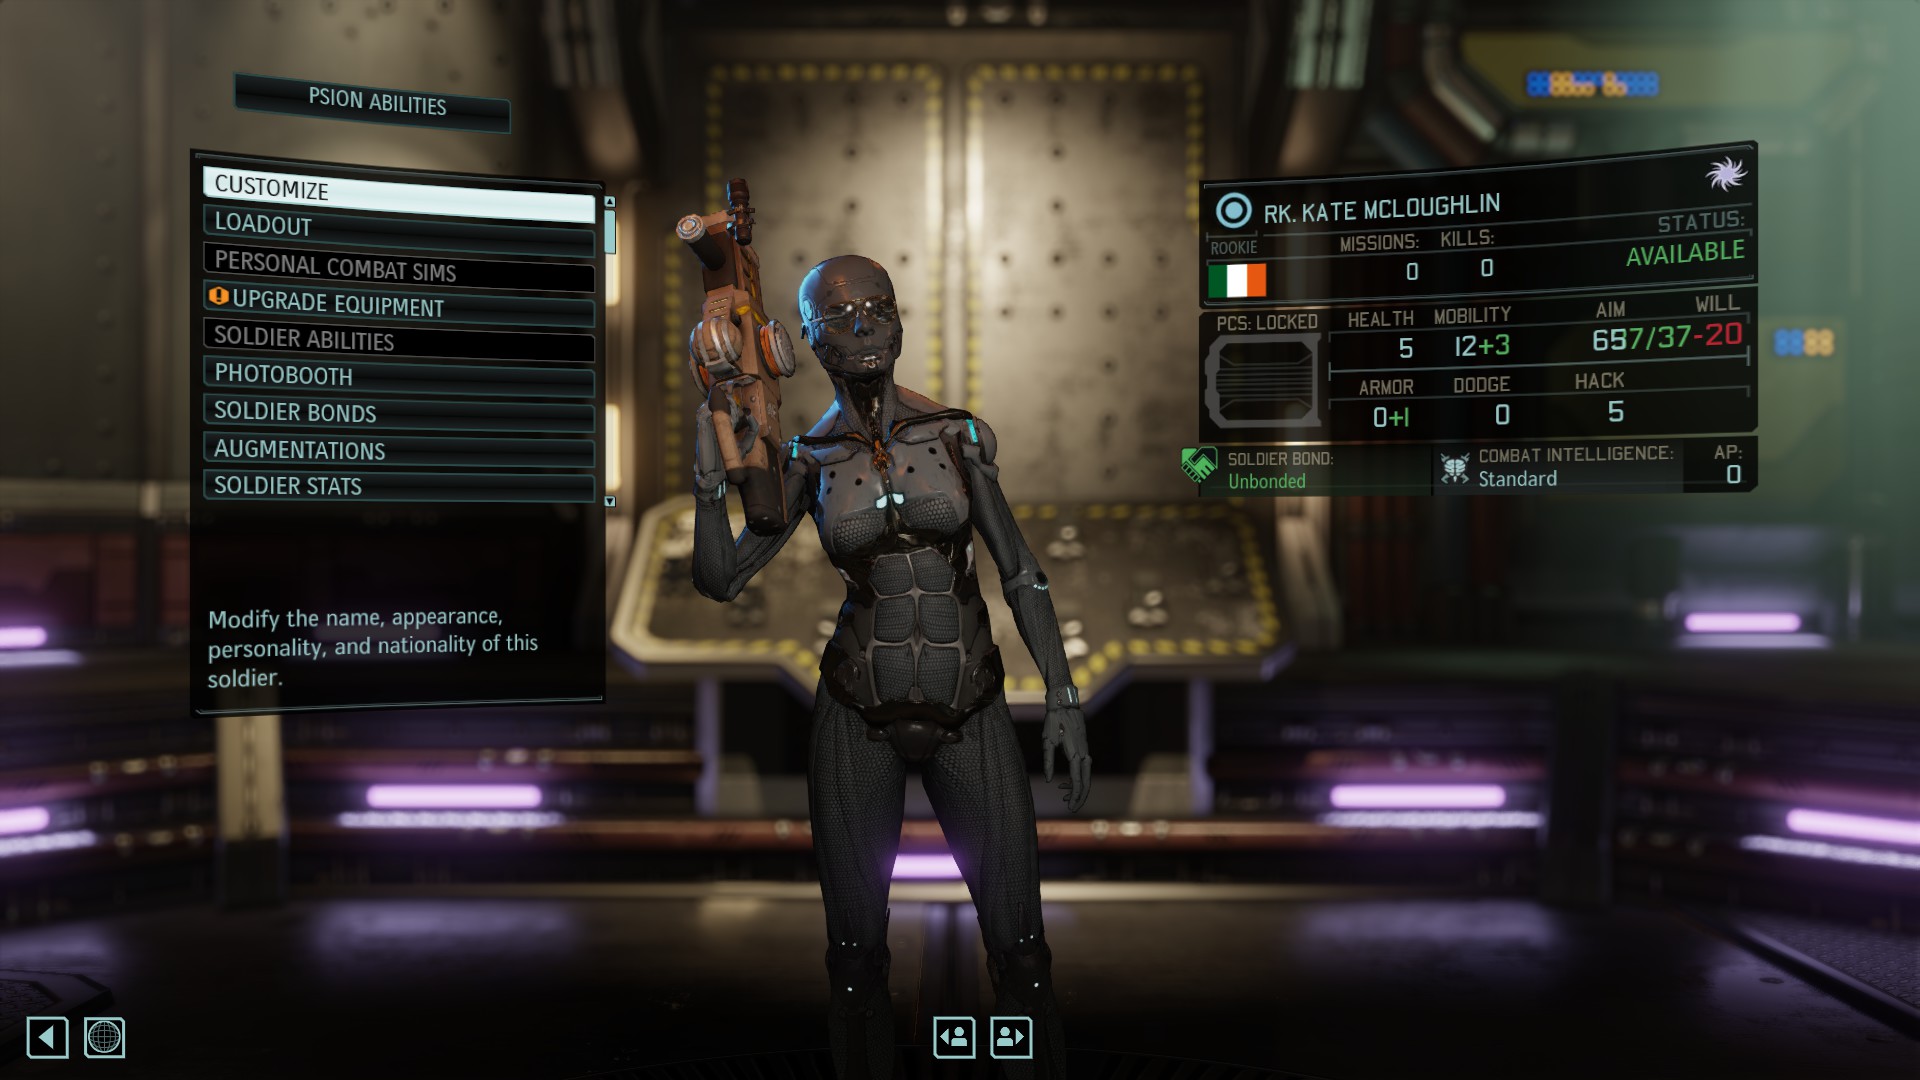 PSION ABILITIES
CUSTOMIZE
LOADOUT
PERSONAL COMBAT SIMS
UPGRADE EQUIPMENT
SOLDIER ABILITIES
PHOTOBOOTH
SOLDIER BONDS
AUGMENTATIONS
SOLDIER STATS
Modify the name, appearance,
personality, and nationality of this
soldier.
RK. KATE MCLOUGHLIN
ROOKIE
MISSIONS: KILLS: STATUS:
0 0 AVAILABLE
PCS: LOCKED
HEALTH MOBILITY AIM WILL
5 12+3 657/37-20
ARMOR DODGE HACK
0+1 0 5
SOLDIER BOND:
Unbonded
COMBAT INTELLIGENCE:
Standard
AP:
0